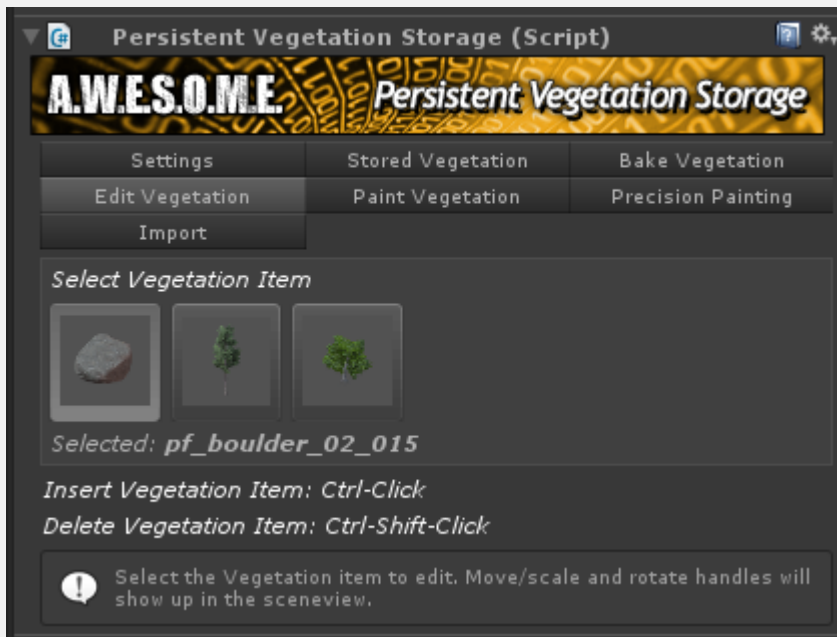 Persistent Vegetation Storage (Script)
A.W.E.S.O.M.E. Persistent Vegetation Storage
Settings Stored Vegetation Bake Vegetation
Edit Vegetation Paint Vegetation Precision Painting
Import
Select Vegetation Item
Selected: pf_boulder_02_015
Insert Vegetation Item: Ctrl-Click
Delete Vegetation Item: Ctrl-Shift-Click
Select the Vegetation item to edit. Move/scale and rotate handles will
show up in the sceneview.